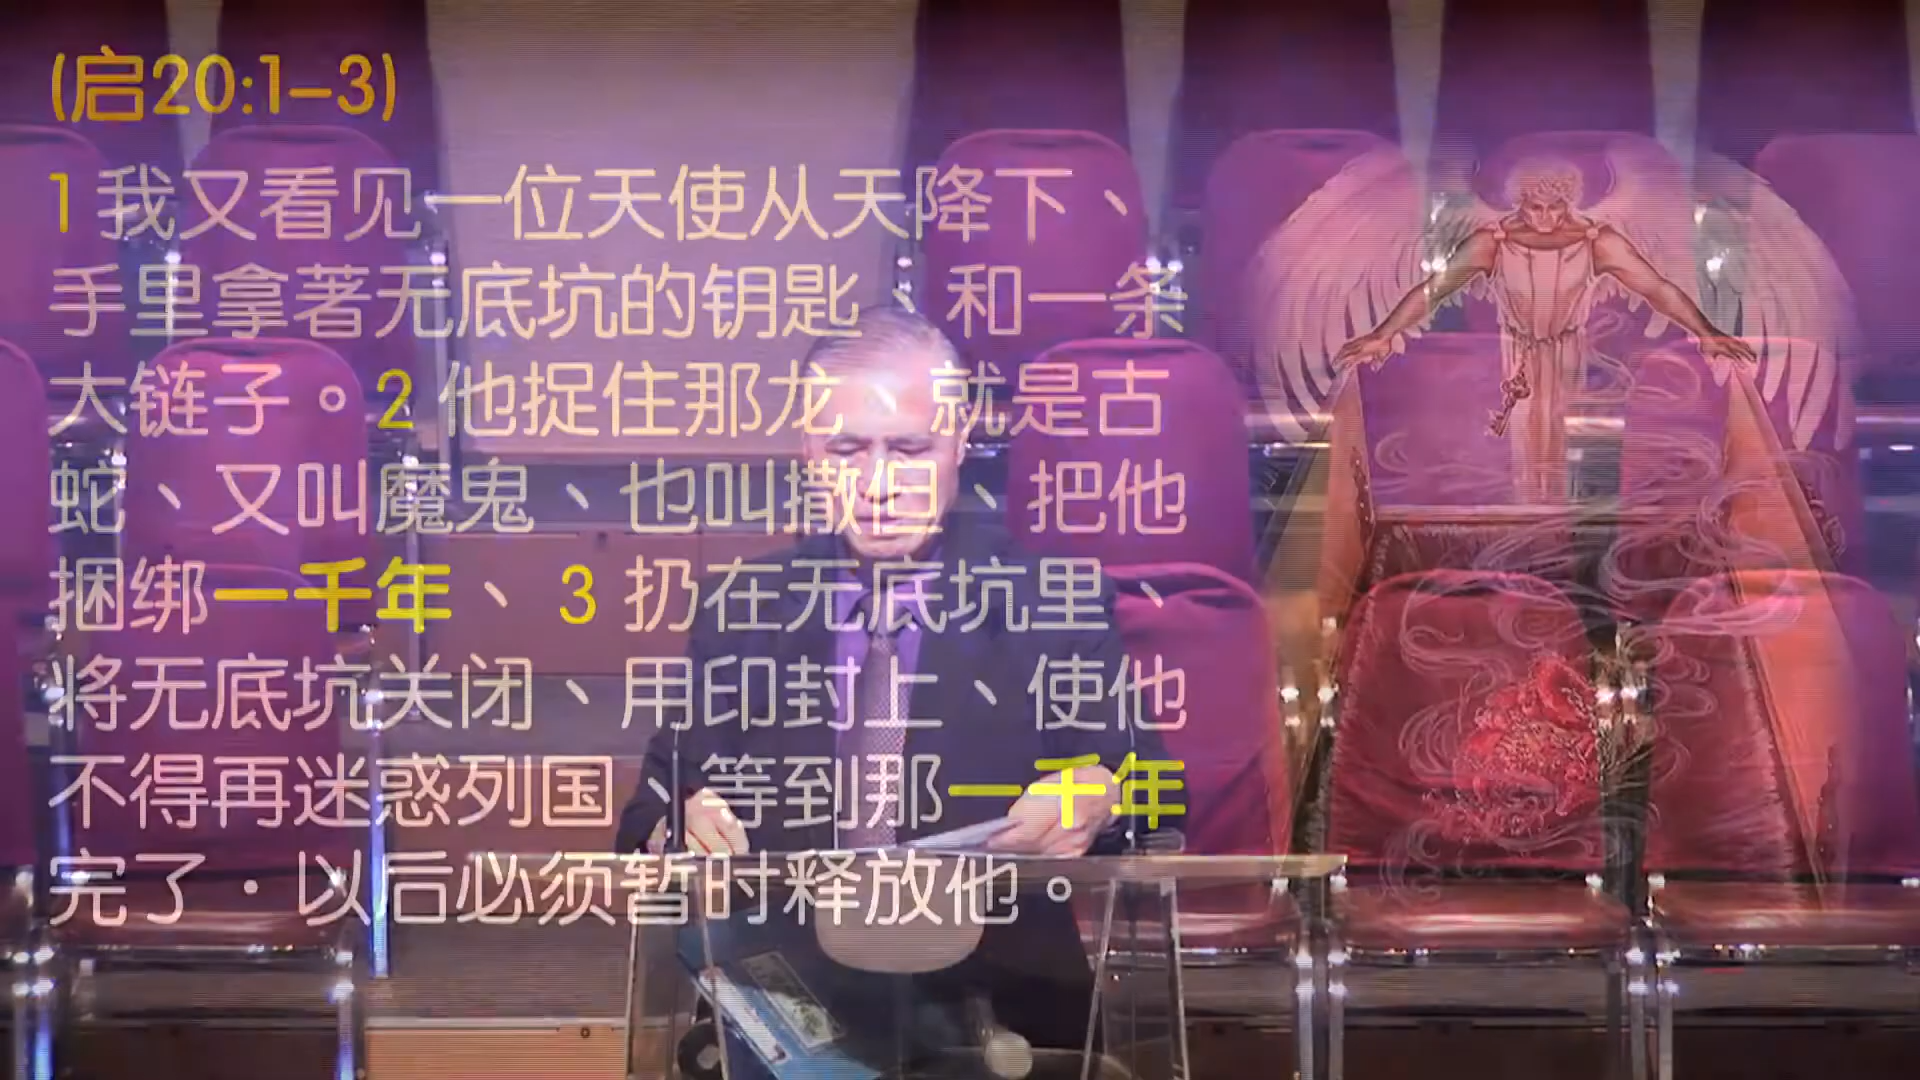 (启20:1-3)
1 我又看见一位天使从天降下、
手里拿著无底坑的钥匙、和一条
大链子。2 他捉住那龙、就是古
蛇、又叫魔鬼、也叫撒但、把他
捆绑一千年、 3 扔在无底坑里、
将无底坑关闭、用印封上、使他
不得再迷惑列国、等到那一千年
完了·以后必须暂时释放他。